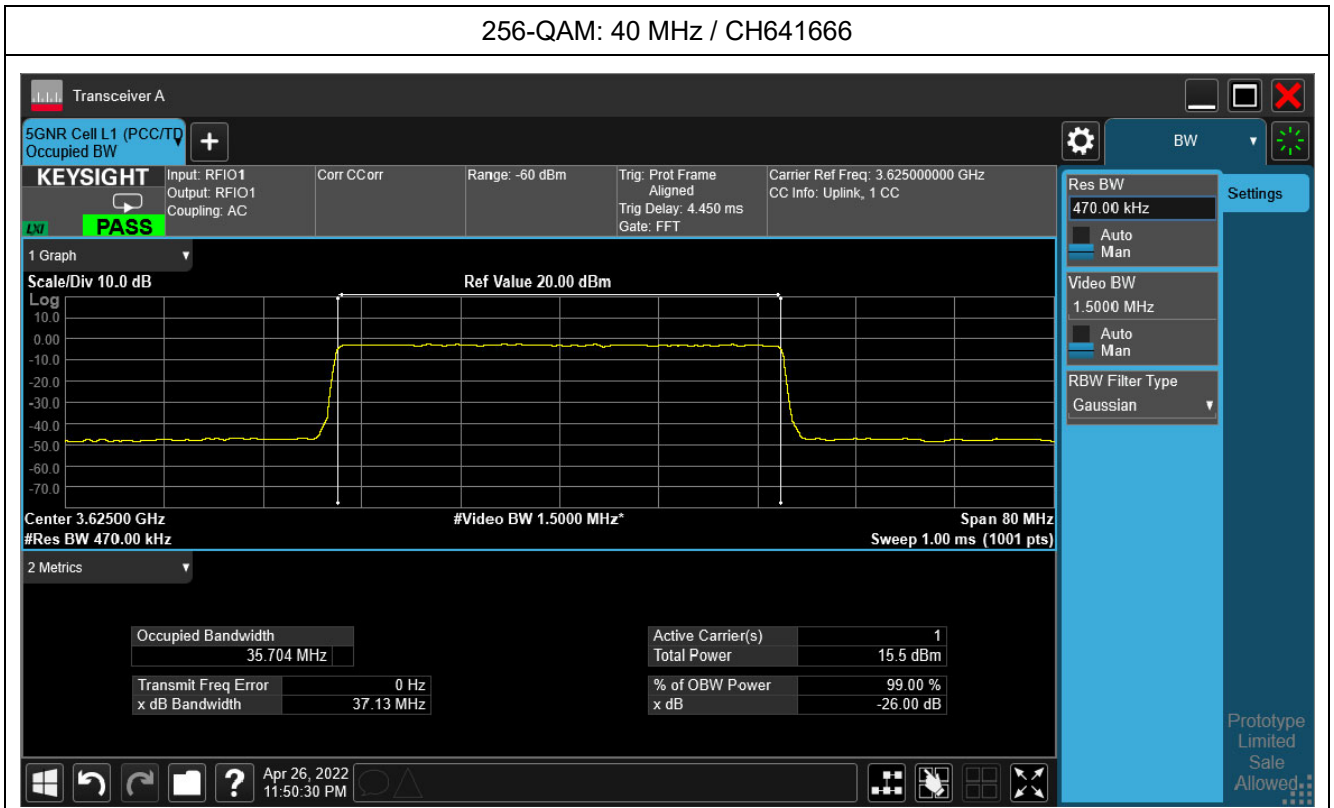 256-QAM: 40 MHz / CH641666
Transceiver A
5GNR Cell L1 (PCC/TD
Occupied BW
BW
KEYSIGHT
LXI
PASS
Input: RFIO1
Output: RFIO1
Coupling: AC
Corr CCorr
Range: -60 dBm
Trig: Prot Frame
Aligned
Trig Delay: 4.450 ms
Gate: FFT
Carrier Ref Freq: 3.625000000 GHz
CC Info: Uplink, 1 CC
Res BW
470.00 kHz
Auto
Man
Video BW
1.5000 MHz
Auto
Man
RBW Filter Type
Gaussian
Settings
1 Graph
Scale/Div 10.0 dB
Ref Value 20.00 dBm
Log
10.0
0.00
-10.0
-20.0
-30.0
-40.0
-50.0
-60.0
-70.0
Center 3.62500 GHz
#Video BW 1.5000 MHz*
Span 80 MHz
#Res BW 470.00 kHz
Sweep 1.00 ms (1001 pts)
2 Metrics
Occupied Bandwidth
35.704 MHz
Transmit Freq Error 0 Hz
x dB Bandwidth 37.13 MHz
Active Carrier(s) 1
Total Power 15.5 dBm
% of OBW Power 99.00 %
x dB -26.00 dB
Prototype
Limited
Sale
Allowed
?
Apr 26, 2022
11:50:30 PM